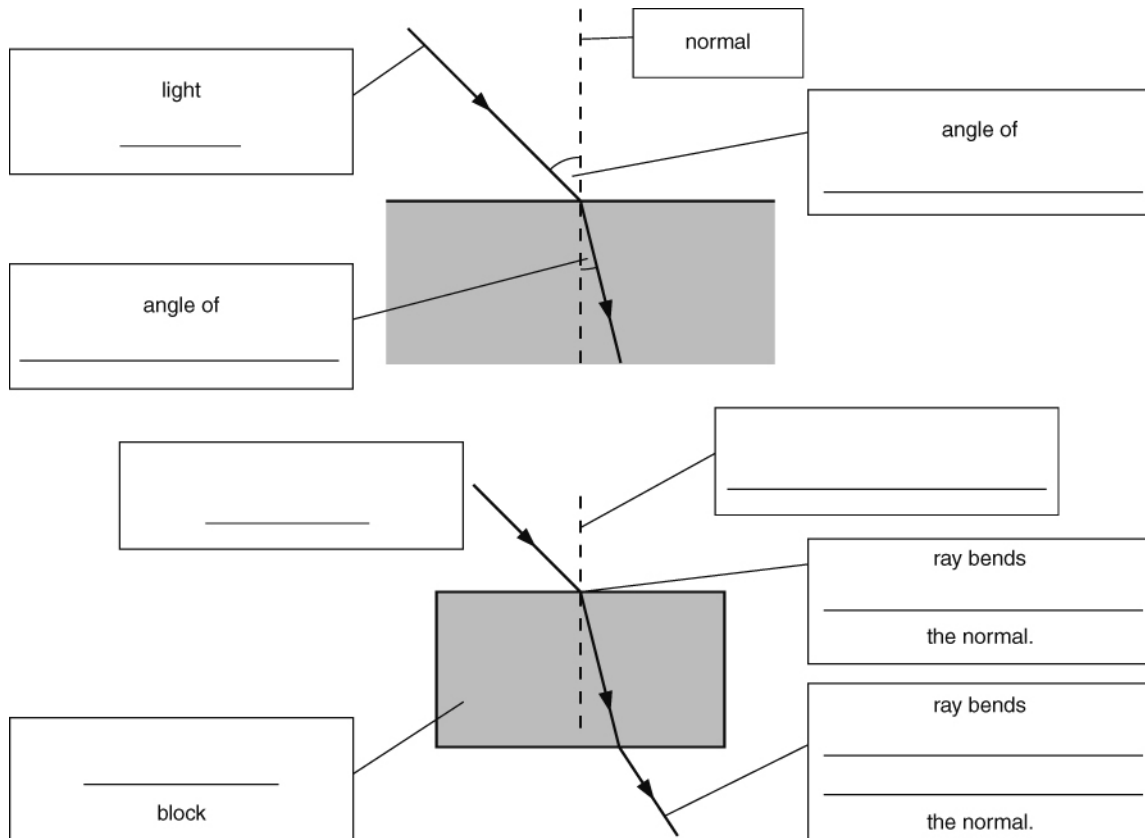 normal
light
angle of
angle of
ray bends
the normal.
ray bends
the normal.
block